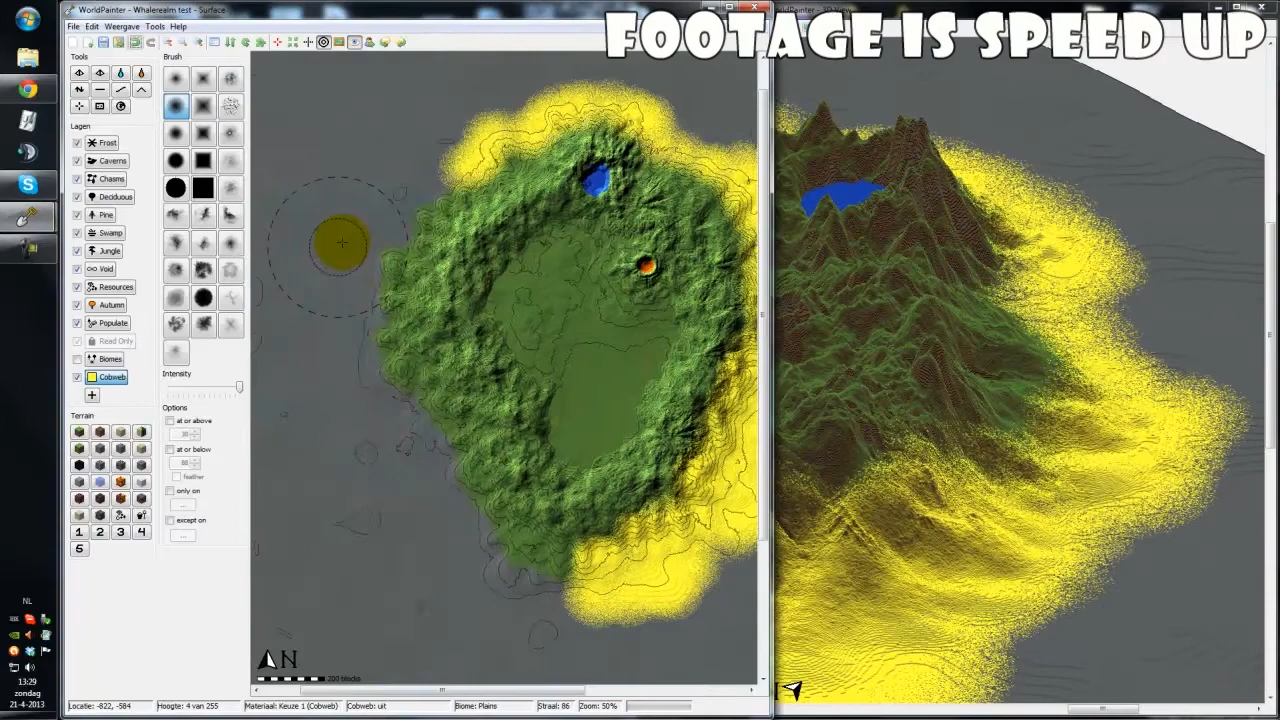 WorldPainter - Whalerealm test - Surface
File Edit Weergave Tools Help
FOOTAGE IS SPEED UP
Tools
Brush
Lagen
Frost
Caverns
Chasms
Deciduous
Pine
Swamp
Jungle
Void
Resources
Autumn
Populate
Read Only
Biomes
Cobweb
+
Terrain
1 2 3 4
5
Intensity
Options
at or above
at or below
feather
only on
...
except on
...
N
200 blocks
Locatie: -822, -584 Hoogte: 4 van 255 Materiaal: Keuze 1 (Cobweb) Cobweb: uit Biome: Plains Straal: 86 Zoom: 50%
NL
13:29
zondag
21-4-2013